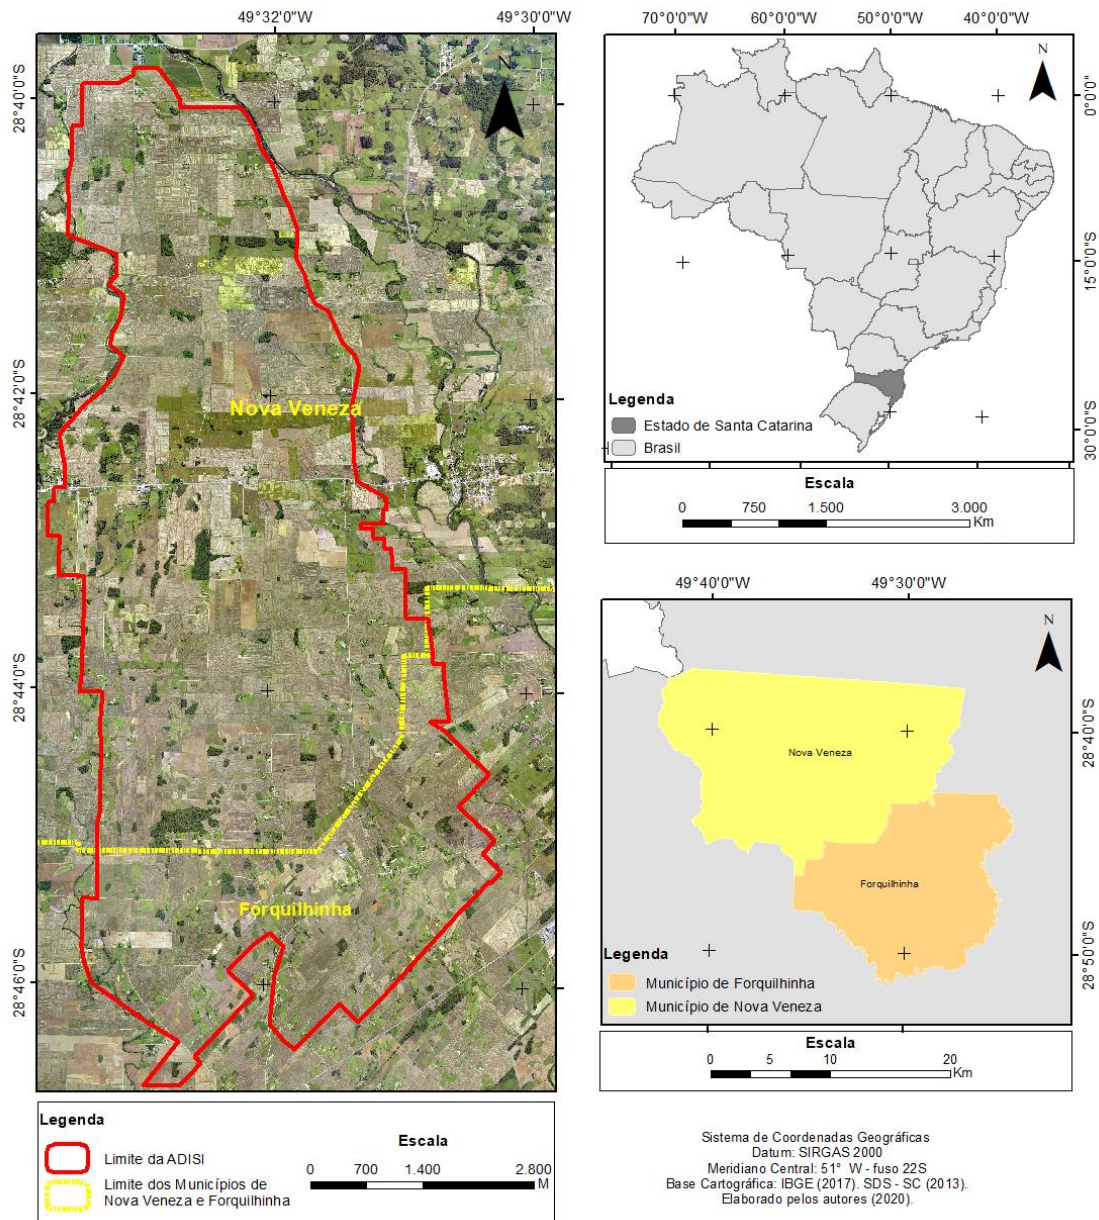 49°32'0"W
49°30'0"W
28°40'0"S
28°42'0"S
28°44'0"S
28°46'0"S
N
Nova Veneza
Forquilhinha
Legenda
Limite da ADISI
Limite dos Municípios de
Nova Veneza e Forquilhinha
Escala
0 700 1.400 2.800
M
70°0'0"W 60°0'0"W 50°0'0"W 40°0'0"W
N
0°0'0"
15°0'0"S
30°0'0"S
Legenda
Estado de Santa Catarina
Brasil
Escala
0 750 1.500 3.000
Km
49°40'0"W 49°30'0"W
N
28°40'0"S
28°50'0"S
Nova Veneza
Forquilhinha
Legenda
Município de Forquilhinha
Município de Nova Veneza
Escala
0 5 10 20
Km
Sistema de Coordenadas Geográficas
Datum: SIRGAS 2000
Meridiano Central: 51° W - fuso 22S
Base Cartográfica: IBGE (2017). SDS - SC (2013).
Elaborado pelos autores (2020).